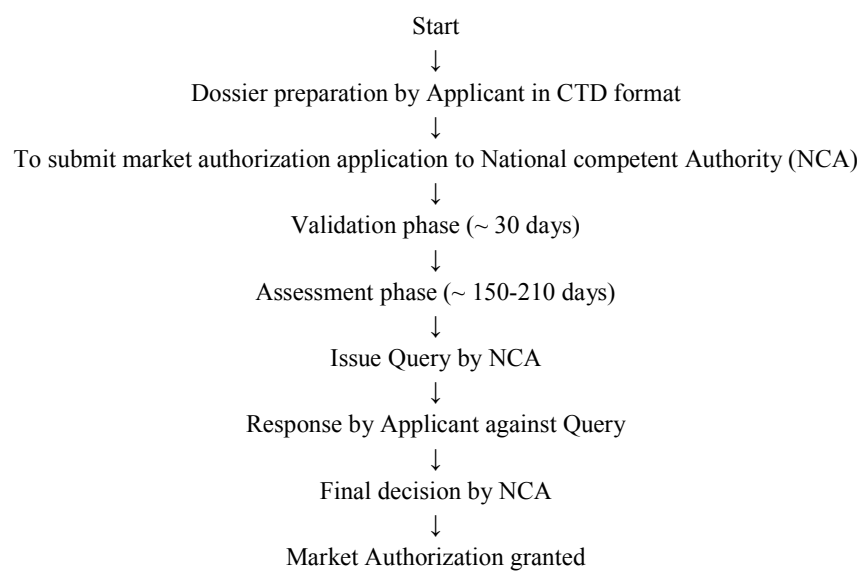 Start
↓
Dossier preparation by Applicant in CTD format
↓
To submit market authorization application to National competent Authority (NCA)
↓
Validation phase (~ 30 days)
↓
Assessment phase (~ 150-210 days)
↓
Issue Query by NCA
↓
Response by Applicant against Query
↓
Final decision by NCA
↓
Market Authorization granted